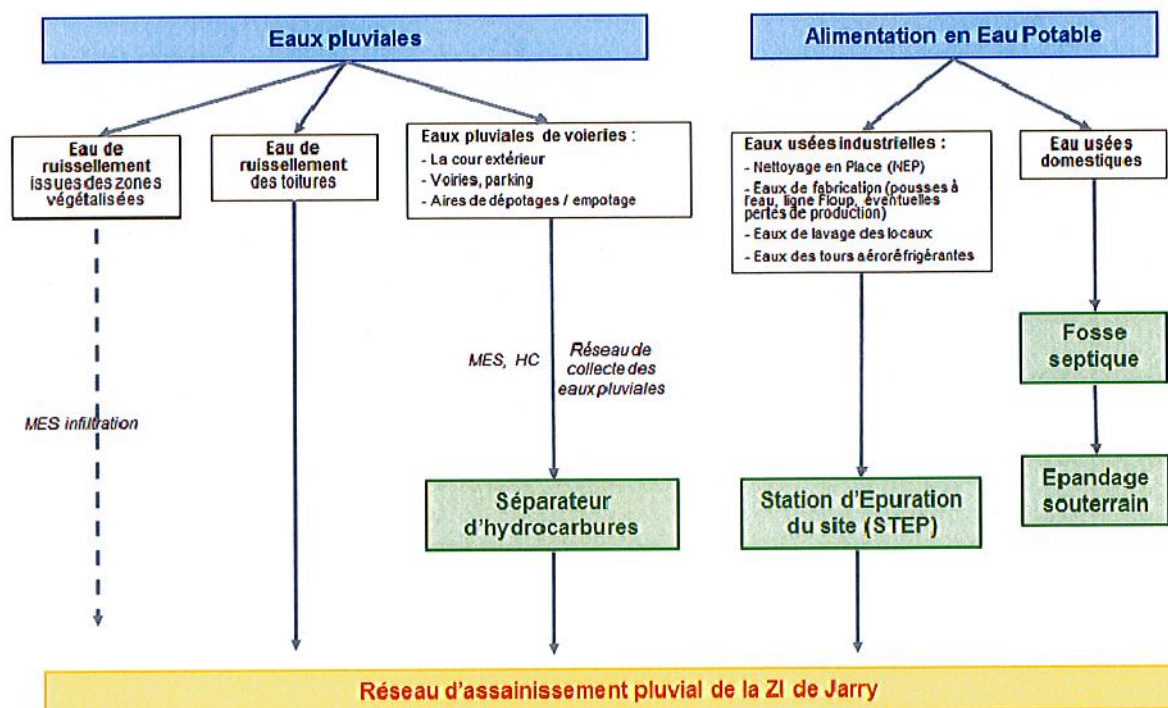 Eaux pluviales
Alimentation en Eau Potable
Eau de
ruissellement
issues des zones
végétalisées
Eau de
ruissellement
des toitures
Eaux pluviales de voieries :
- La cour extérieur
- Voiries, parking
- Aires de dépotages / empotage
Eaux usées industrielles :
- Nettoyage en Place (NEP)
- Eaux de fabrication (pousses à
l'eau, ligne Floup, éventuelles
pertes de production)
- Eaux de lavage des locaux
- Eaux des tours aéroréfrigérantes
Eau usées
domestiques
MES infiltration
MES, HC
Réseau de
collecte des
eaux pluviales
Fosse
septique
Séparateur
d'hydrocarbures
Station d'Epuration
du site (STEP)
Epandage
souterrain
Réseau d'assainissement pluvial de la ZI de Jarry